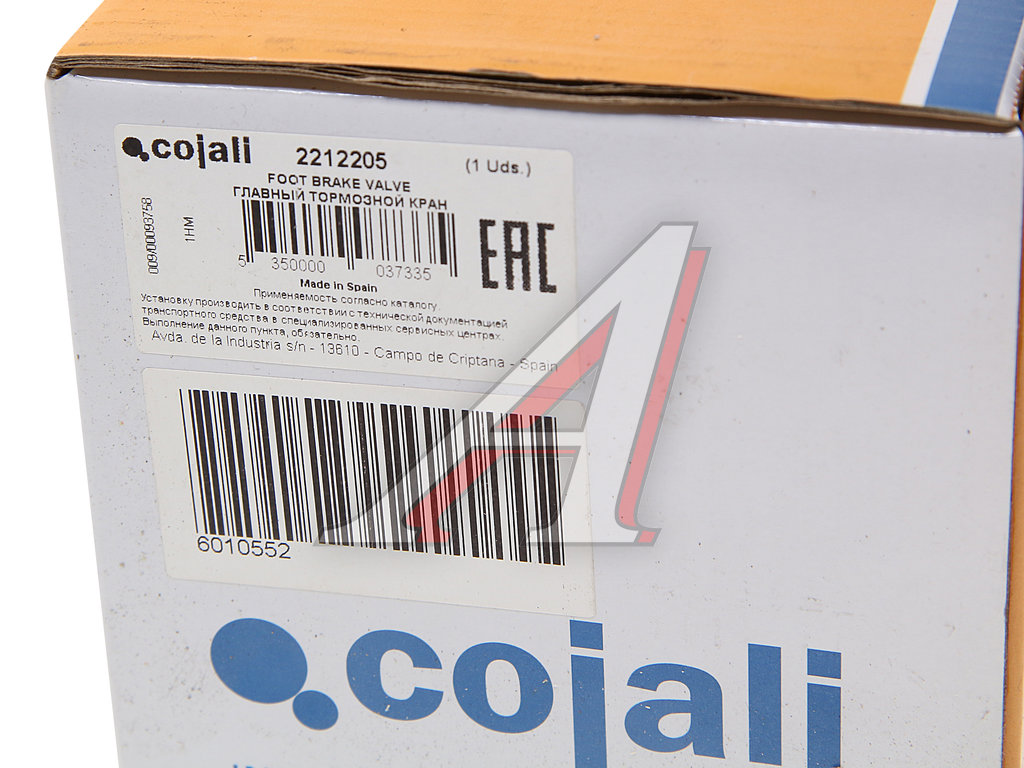 cojali 2212205 (1 Uds.)
FOOT BRAKE VALVE
ГЛАВНЫЙ ТОРМОЗНОЙ КРАН
009/00093758
1HM
EAC
5 350000 037335
Made in Spain
Применяемость согласно каталогу.
Установку производить в соответствии с технической документацией
транспортного средства в специализированных сервисных центрах.
Выполнение данного пункта, обязательно.
Avda. de la Industria s/n - 13610 - Campo de Criptana - Spain
6010552
cojali